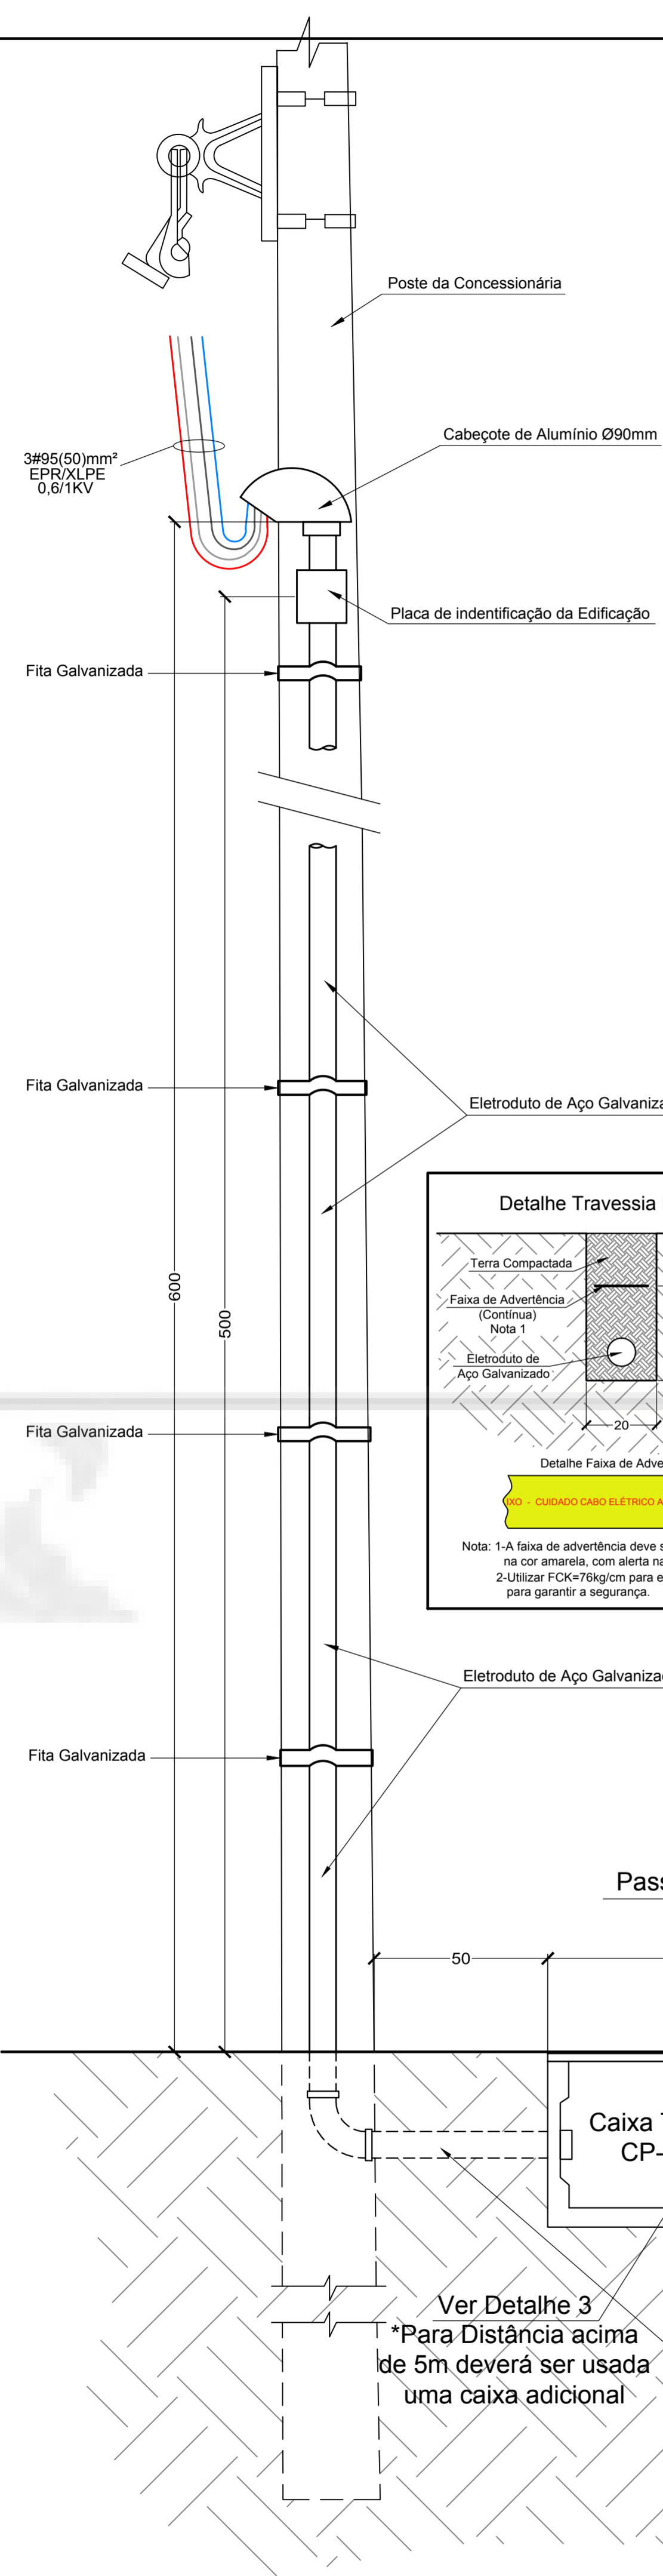 Poste da Concessionária
Cabeçote de Alumínio Ø90mm
3#95(50)mm²
EPR/XLPE
0,6/1KV
Placa de indentificação da Edificação
Fita Galvanizada
Fita Galvanizada
Eletroduto de Aço Galvaniza
Detalhe Travessia
Terra Compactada
Faixa de Advertência
(Contínua)
Nota 1
Eletroduto de
Aço Galvanizado
600
500
20
Fita Galvanizada
Detalhe Faixa de Adve
IXO - CUIDADO CABO ELÉTRICO A
Nota: 1-A faixa de advertência deve s
na cor amarela, com alerta na
2-Utilizar FCK=76kg/cm para e
para garantir a segurança.
Eletroduto de Aço Galvaniza
Fita Galvanizada
Pass
50
Caixa
CP-
Ver Detalhe 3
*Para Distância acima
de 5m deverá ser usada
uma caixa adicional